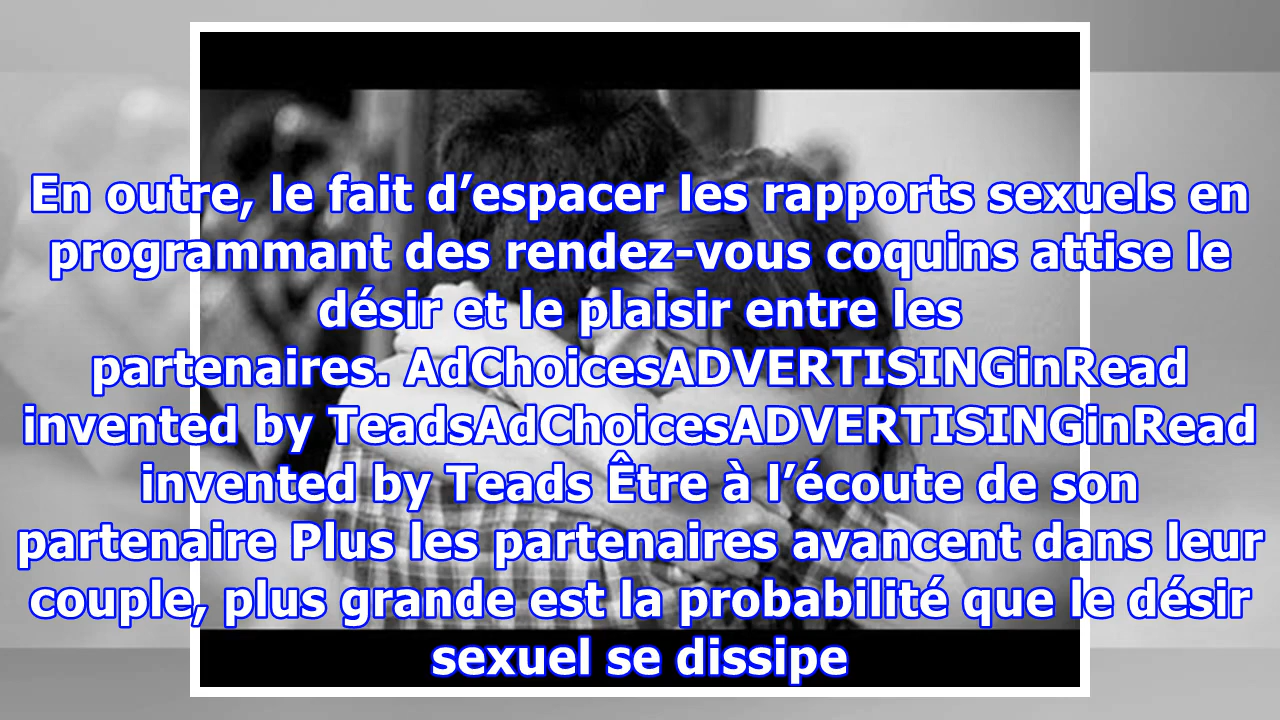 En outre, le fait d’espacer les rapports sexuels en
programmant des rendez-vous coquins attise le
désir et le plaisir entre les
partenaires. AdChoicesADVERTISINGinRead
invented by TeadsAdChoicesADVERTISINGinRead
invented by Teads Être à l’écoute de son
partenaire Plus les partenaires avancent dans leur
couple, plus grande est la probabilité que le désir
sexuel se dissipe